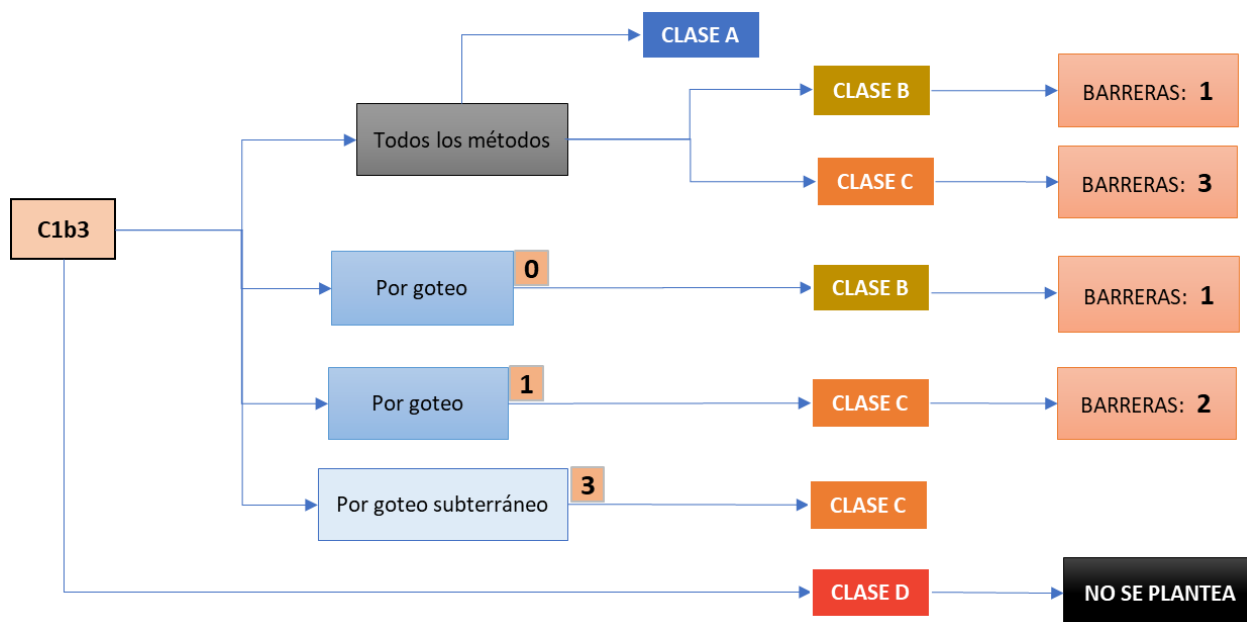 CLASE A
CLASE B
BARRERAS: 1
Todos los métodos
CLASE C
BARRERAS: 3
C1b3
0
Por goteo
CLASE B
BARRERAS: 1
1
Por goteo
CLASE C
BARRERAS: 2
3
Por goteo subterráneo
CLASE C
CLASE D
NO SE PLANTEA